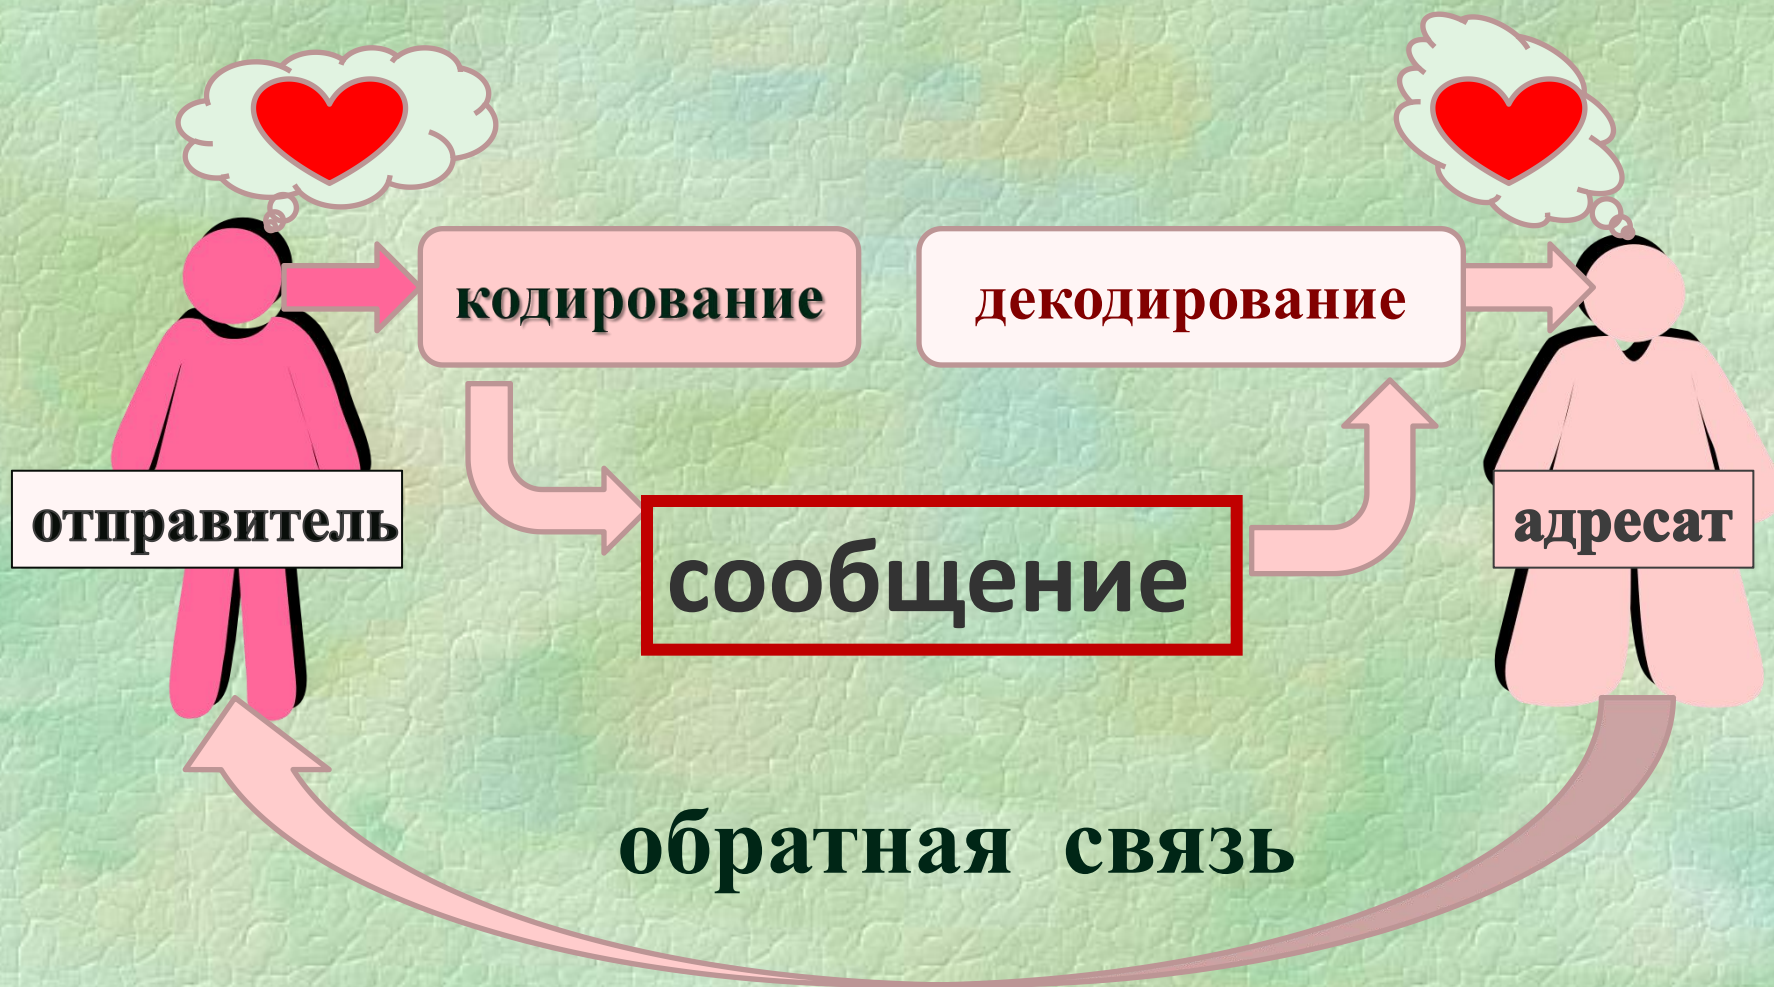 кодирование
декодирование
отправитель
сообщение
адресат
обратная связь